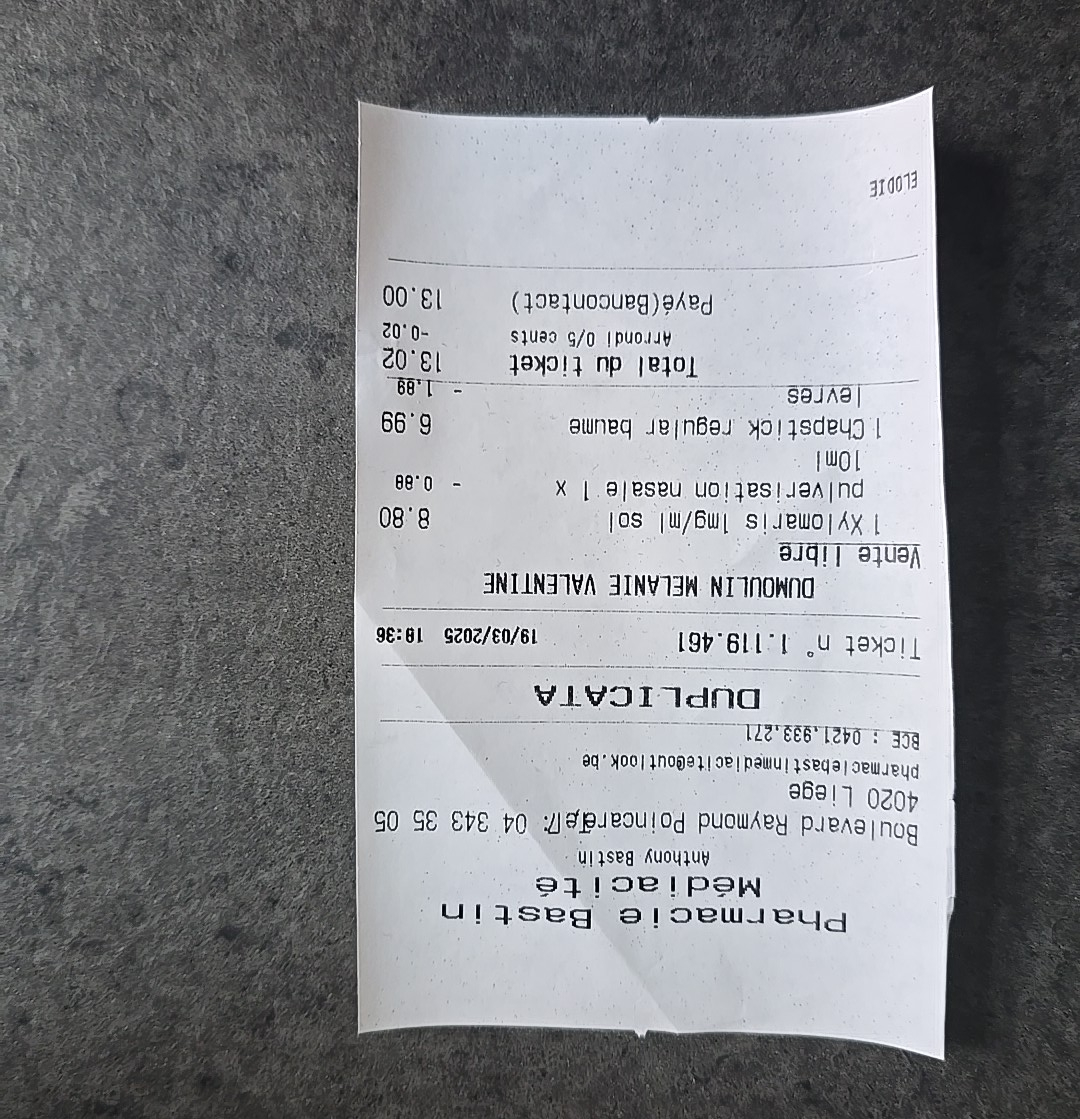 Pharmacie Bastin
Médiacité
Anthony Bastin
Boulevard Raymond 04 343 35 05
4020 Liege
pharmaciebastinmediacite@outlook.be
BCE : 0421.933.271
DUPLICATA
Ticket n° 1.119.461 19/03/2025 18:36
DUMOULIN MELANIE VALENTINE
Vente libre
1 Xylomaris 1mg/ml sol 8.80
pulverisation nasale 1 x - 0.88
10ml
1 Chapstick regular baume 6.99
levres - 1.89
Total du ticket 13.02
Arrondi 0/5 cents -0.02
Payé(Bancontact) 13.00
ELODIE